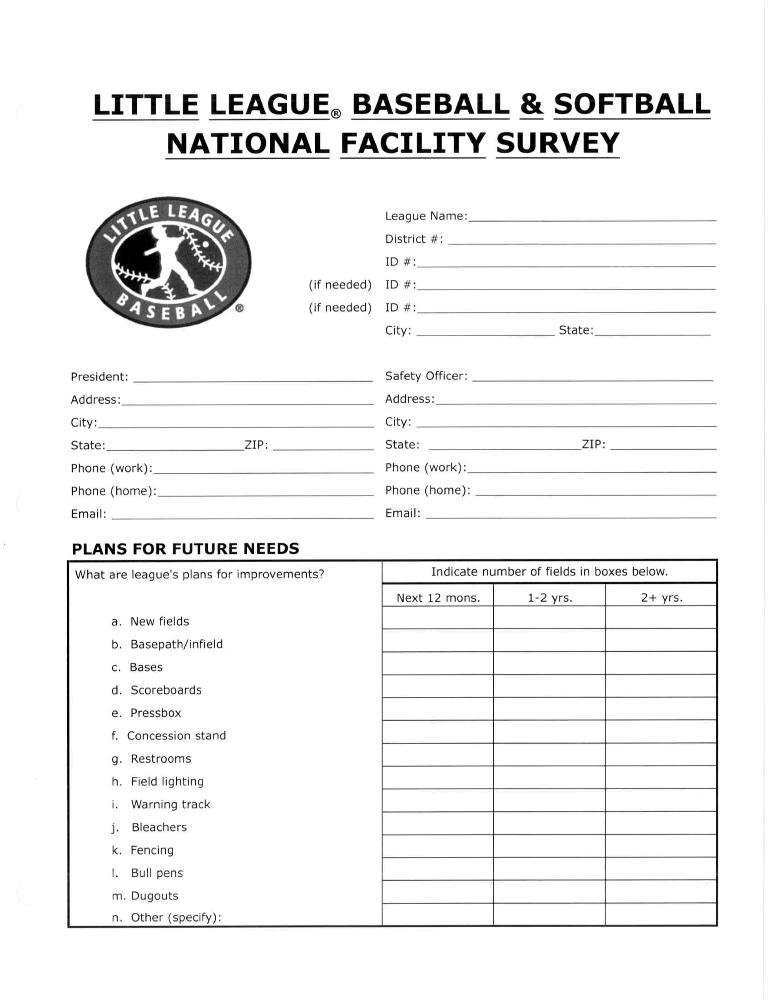 LITTLE LEAGUE® BASEBALL & SOFTBALL
NATIONAL FACILITY SURVEY
LITTLE LEAGUE
BASEBALL ®
League Name:
District #:
ID #:
(if needed) ID #:
(if needed) ID #:
City: State:
President:
Address:
City:
State: ZIP:
Phone (work):
Phone (home):
Email:
Safety Officer:
Address:
City:
State: ZIP:
Phone (work):
Phone (home):
Email:
PLANS FOR FUTURE NEEDS
What are league's plans for improvements?
Indicate number of fields in boxes below.
Next 12 mons. 1-2 yrs. 2+ yrs.
a. New fields
b. Basepath/infield
c. Bases
d. Scoreboards
e. Pressbox
f. Concession stand
g. Restrooms
h. Field lighting
i. Warning track
j. Bleachers
k. Fencing
l. Bull pens
m. Dugouts
n. Other (specify):